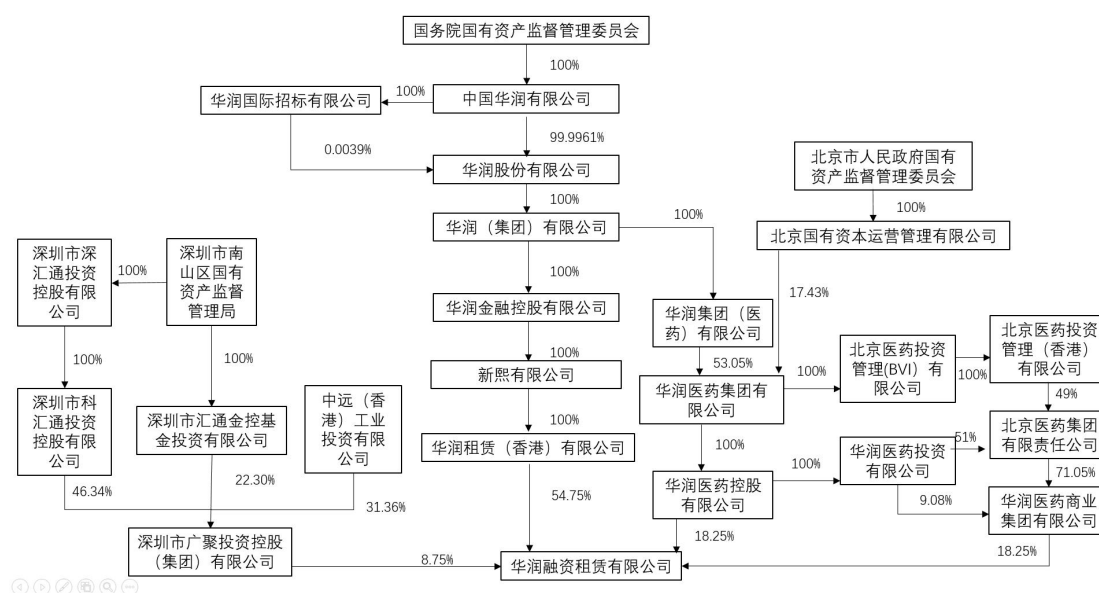 国务院国有资产监督管理委员会
100%
华润国际招标有限公司
100%
中国华润有限公司
99.9961%
0.0039%
华润股份有限公司
北京市人民政府国有
资产监督管理委员会
100%
100%
华润（集团）有限公司
100%
北京国有资本运营管理有限公司
深圳市深
汇通投资
控股有限
公司
100%
深圳市南
山区国有
资产监督
管理局
100%
17.43%
华润金融控股有限公司
华润集团（医
药）有限公司
100%
100%
100%
53.05%
北京医药投资
管理(BVI）有
限公司
100%
北京医药投资
管理（香港）
有限公司
新熙有限公司
100%
华润医药集团有
限公司
49%
深圳市科
汇通投资
控股有限
公司
深圳市汇通金控基
金投资有限公司
中远（香
港）工业
投资有限
公司
100%
华润租赁（香港）有限公司
100%
100%
华润医药投资
有限公司
51%
北京医药集团
有限责任公司
71.05%
46.34%
22.30%
31.36%
54.75%
华润医药控股
有限公司
9.08%
华润医药商业
集团有限公司
深圳市广聚投资控股
（集团）有限公司
8.75%
18.25%
华润融资租赁有限公司
18.25%